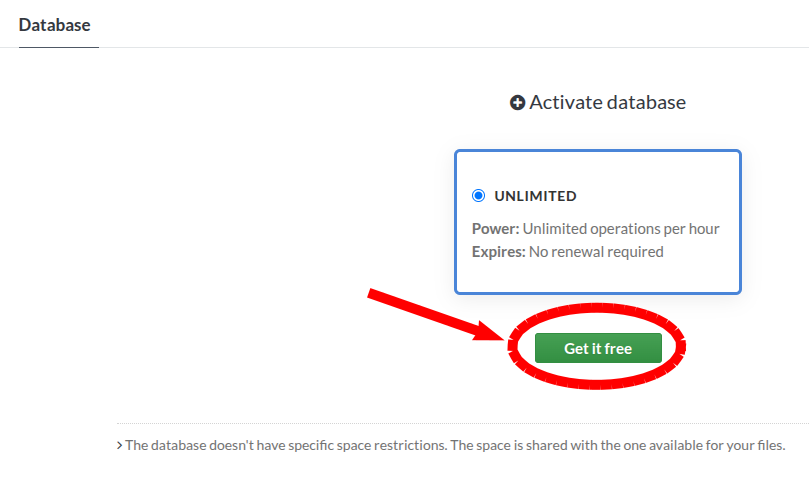 Database
Activate database
UNLIMITED
Power: Unlimited operations per hour
Expires: No renewal required
Get it free
The database doesn't have specific space restrictions. The space is shared with the one available for your files.